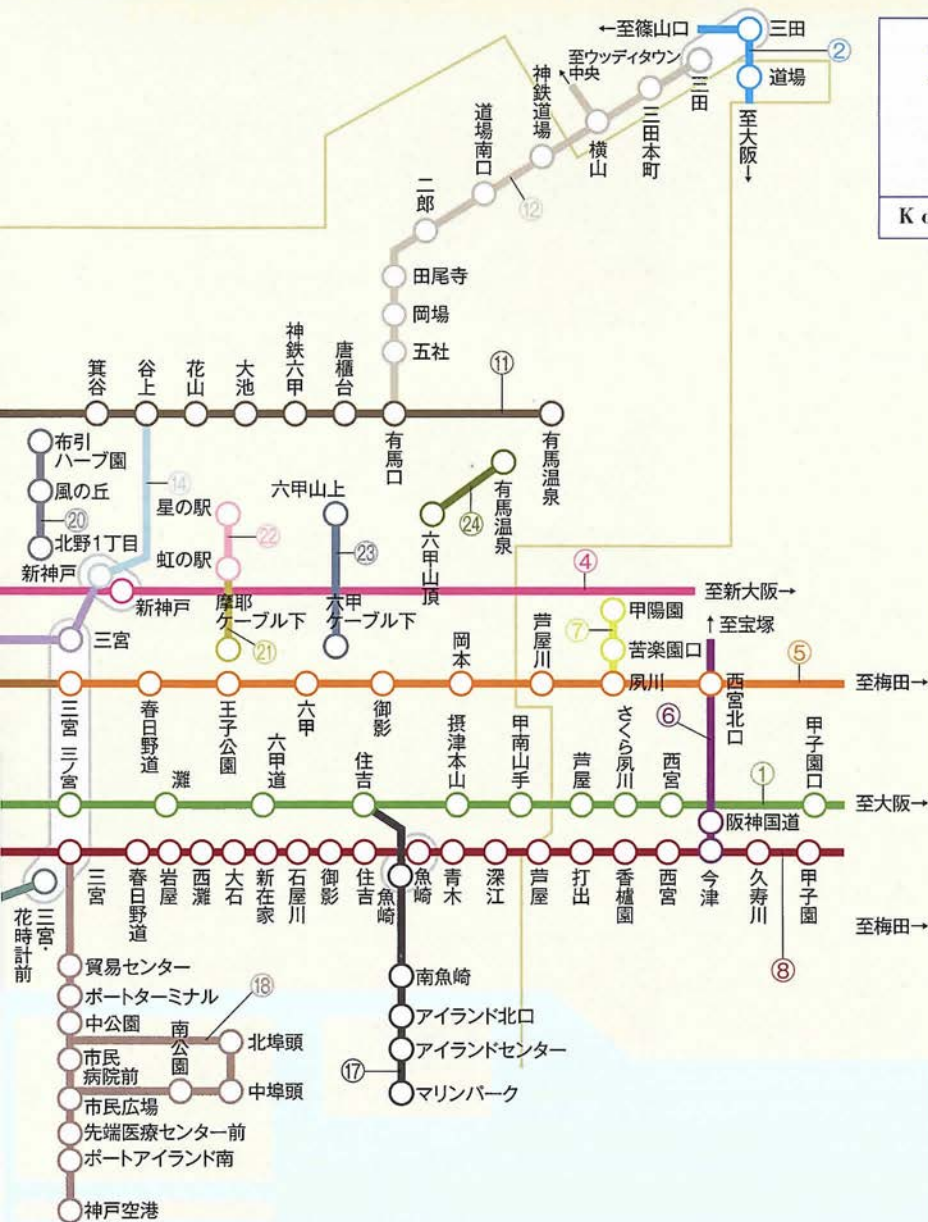 ←至篠山口
三田
②
道場
至大阪→
至ウッディタウン
中央
三田
三田本町
横山
神鉄道場
道場南口
⑫
二郎
田尾寺
岡場
五社
K o
箕谷
谷上
花山
大池
神鉄六甲
唐櫃台
有馬口
⑪
有馬温泉
布引
ハーブ園
風の丘
⑳
北野1丁目
⑭
星の駅
㉒
虹の駅
六甲山上
㉓
有馬温泉
㉔
六甲山頂
新神戸
新神戸
④
至新大阪→
摩耶
ケーブル下
㉑
六甲
ケーブル下
甲陽園
⑦
苦楽園口
↑至宝塚
三宮
三宮
春日野道
王子公園
六甲
御影
岡本
芦屋川
夙川
西宮北口
⑤
至梅田→
⑥
三ノ宮
灘
六甲道
住吉
摂津本山
甲南山手
芦屋
さくら夙川
西宮
①
甲子園口
至大阪→
阪神国道
三宮・
花時計前
三宮
春日野道
岩屋
西灘
大石
新在家
石屋川
御影
住吉
魚崎
魚崎
青木
深江
芦屋
打出
香櫨園
西宮
今津
久寿川
甲子園
至梅田→
⑧
貿易センター
ポートターミナル
中公園
⑱
南公園
北埠頭
市民
病院前
中埠頭
市民広場
先端医療センター前
ポートアイランド南
神戸空港
南魚崎
アイランド北口
アイランドセンター
⑰
マリンパーク